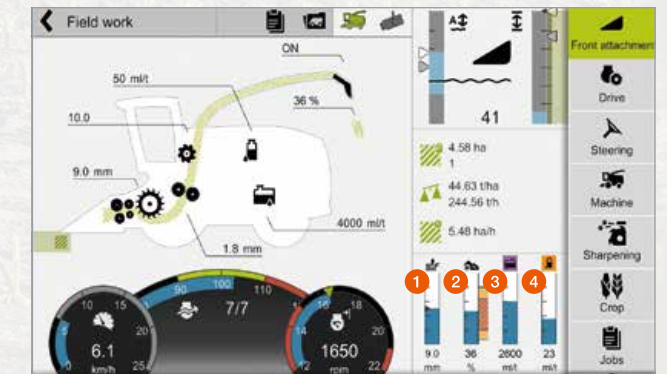 Field work
ON
50 ml/t
36 %
10.0
9.0 mm
4000 ml/t
1.8 mm
41
4.58 ha
1
44.63 t/ha
244.56 t/h
5.48 ha/h
1 2 3 4
9.0 36 2600 23
mm % ml/t ml/t
5 10 15 20 25
6.1
km/h
90 100 110
7/7
12 14 16 18 20 22
1650
rpm
Front attachment
Drive
Steering
Machine
Sharpening
Crop
Jobs